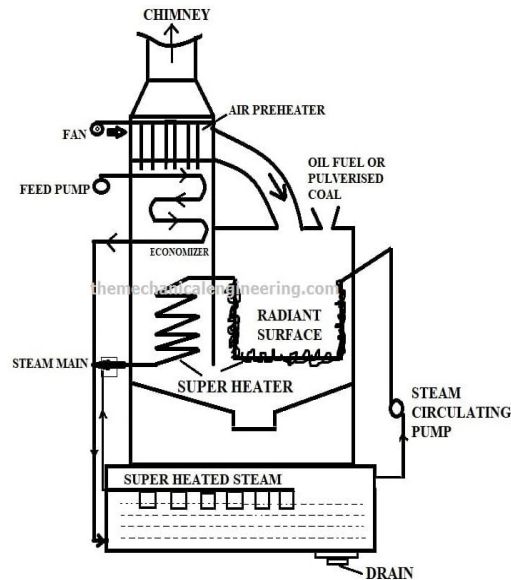 CHIMNEY
AIR PREHEATER
FAN
OIL FUEL OR
PULVERISED
COAL
FEED PUMP
ECONOMIZER
themechanicalengineering.com
RADIANT
SURFACE
STEAM MAIN
SUPER HEATER
STEAM
CIRCULATING
PUMP
SUPER HEATED STEAM
DRAIN